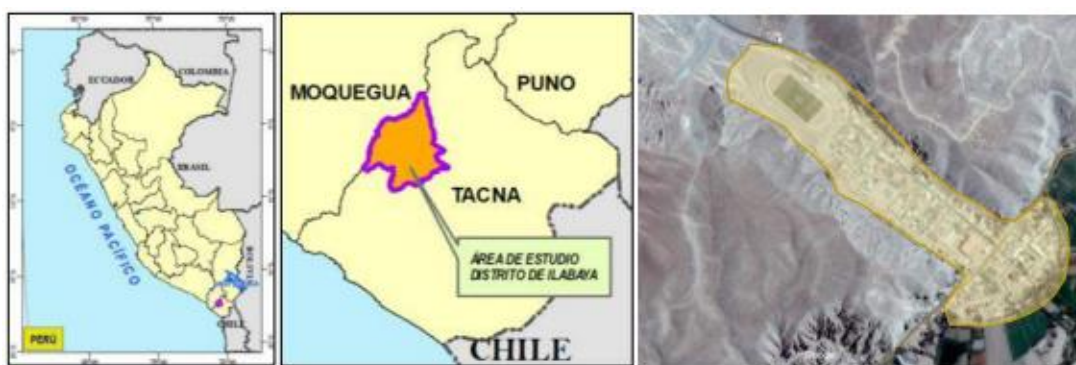 ECUADOR
COLOMBIA
BRASIL
OCÉANO PACÍFICO
CHILE
PERÚ
MOQUEGUA
PUNO
TACNA
ÁREA DE ESTUDIO
DISTRITO DE ILABAYA
CHILE